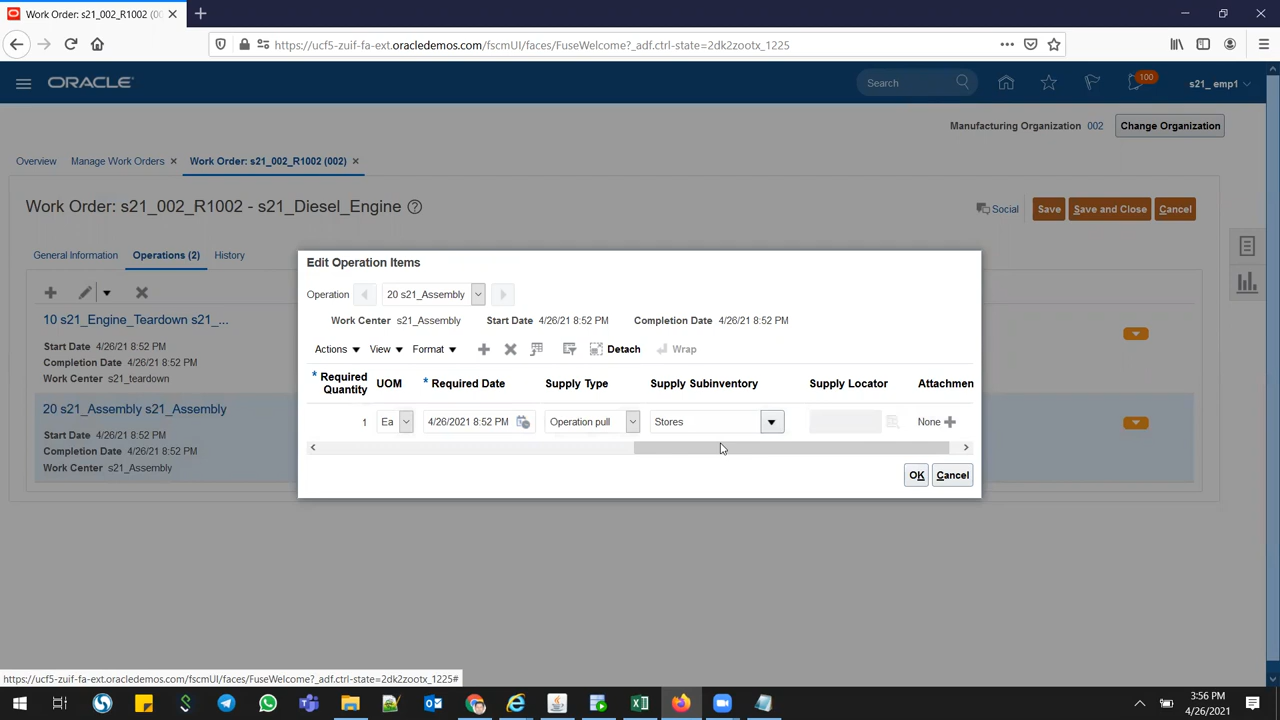 Work Order: s21_002_R1002 (00
https://ucf5-zuif-fa-ext.oracledemos.com/fscmUI/faces/FuseWelcome?_adf.ctrl-state=2dk2zootx_1225
ORACLE
Search
100
s21_ emp1
Manufacturing Organization 002 Change Organization
Overview Manage Work Orders Work Order: s21_002_R1002 (002)
Work Order: s21_002_R1002 - s21_Diesel_Engine
Social Save Save and Close Cancel
General Information Operations (2) History
10 s21_Engine_Teardown s21_...
Start Date 4/26/21 8:52 PM
Completion Date 4/26/21 8:52 PM
Work Center s21_teardown
20 s21_Assembly s21_Assembly
Start Date 4/26/21 8:52 PM
Completion Date 4/26/21 8:52 PM
Work Center s21_Assembly
Edit Operation Items
Operation 20 s21_Assembly
Work Center s21_Assembly Start Date 4/26/21 8:52 PM Completion Date 4/26/21 8:52 PM
Actions View Format Detach Wrap
* Required Quantity UOM * Required Date Supply Type Supply Subinventory Supply Locator Attachmen
1 Ea 4/26/2021 8:52 PM Operation pull Stores None
OK Cancel
https://ucf5-zuif-fa-ext.oracledemos.com/fscmUI/faces/FuseWelcome?_adf.ctrl-state=2dk2zootx_1225#
3:56 PM
4/26/2021